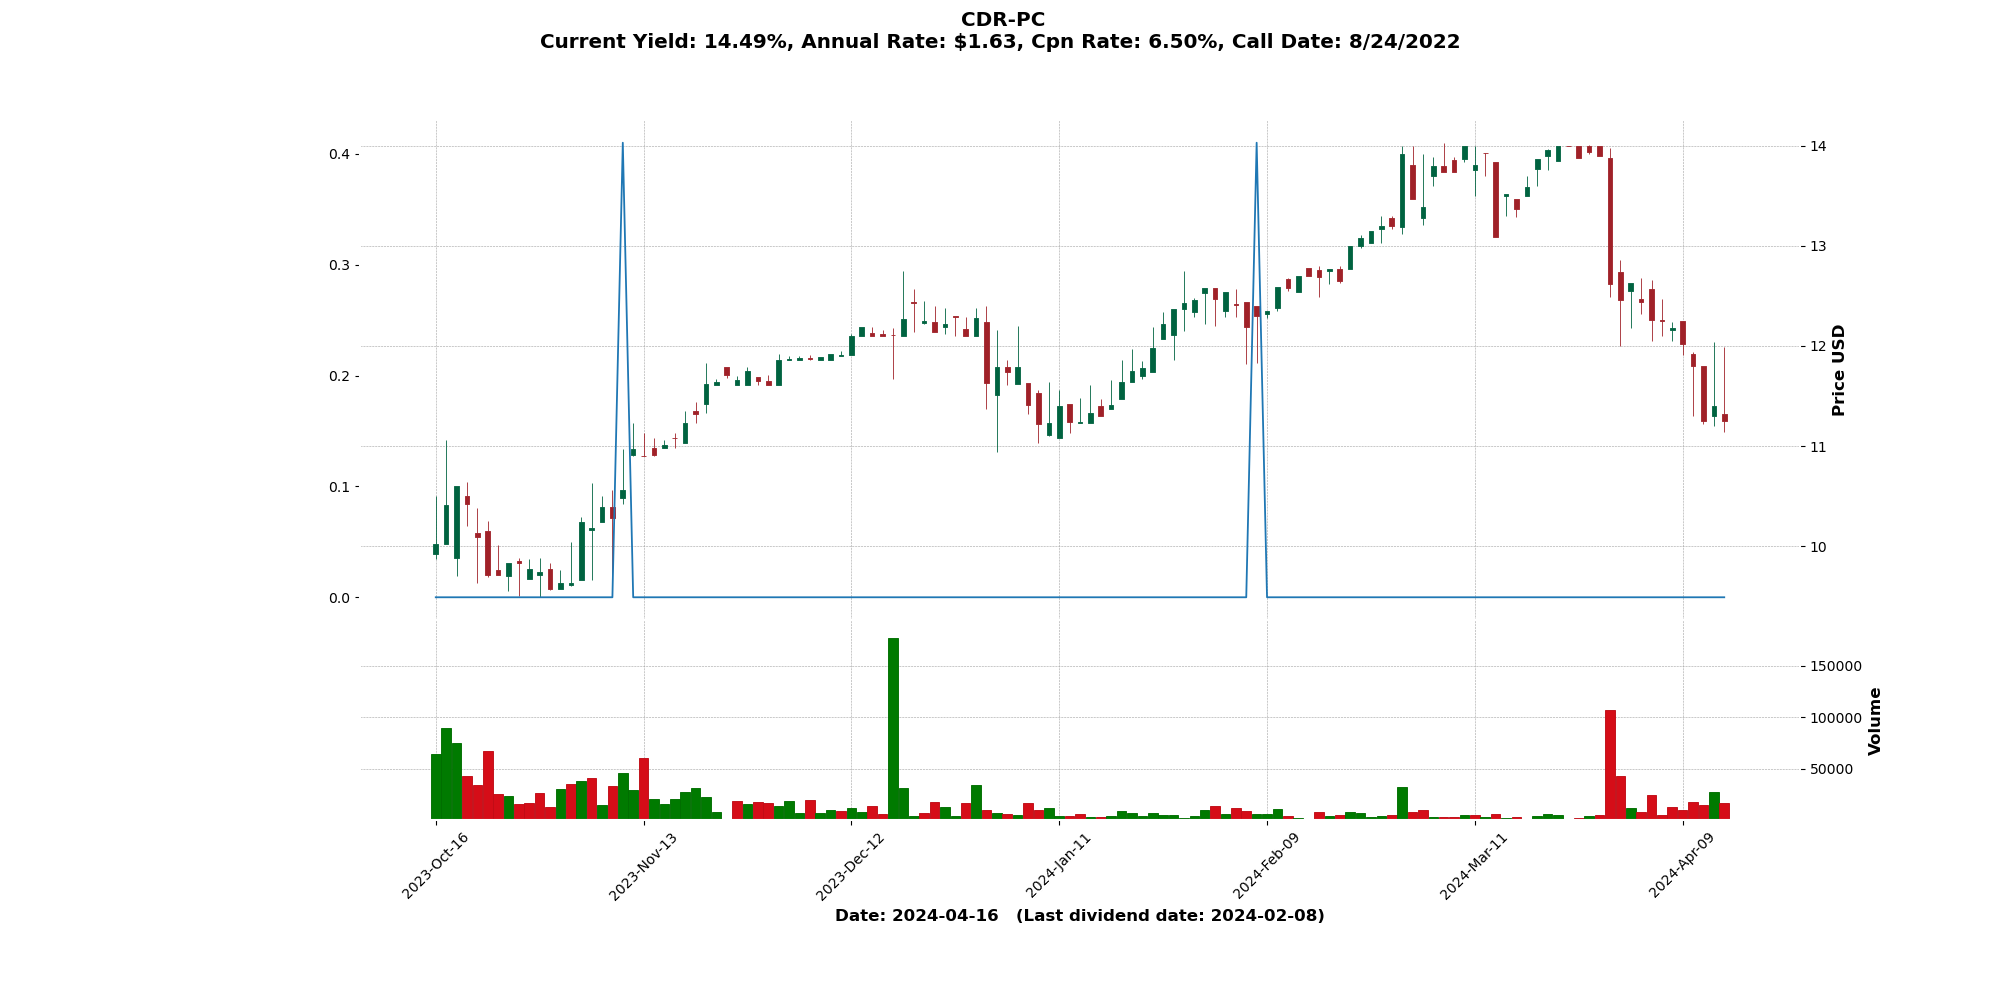 CDR-PC
Current Yield: 14.49%, Annual Rate: $1.63, Cpn Rate: 6.50%, Call Date: 8/24/2022
0.4
0.3
0.2
0.1
0.0
14
13
12
11
10
Price USD
150000
100000
50000
Volume
2023-Oct-16
2023-Nov-13
2023-Dec-12
2024-Jan-11
2024-Feb-09
2024-Mar-11
2024-Apr-09
Date: 2024-04-16 (Last dividend date: 2024-02-08)